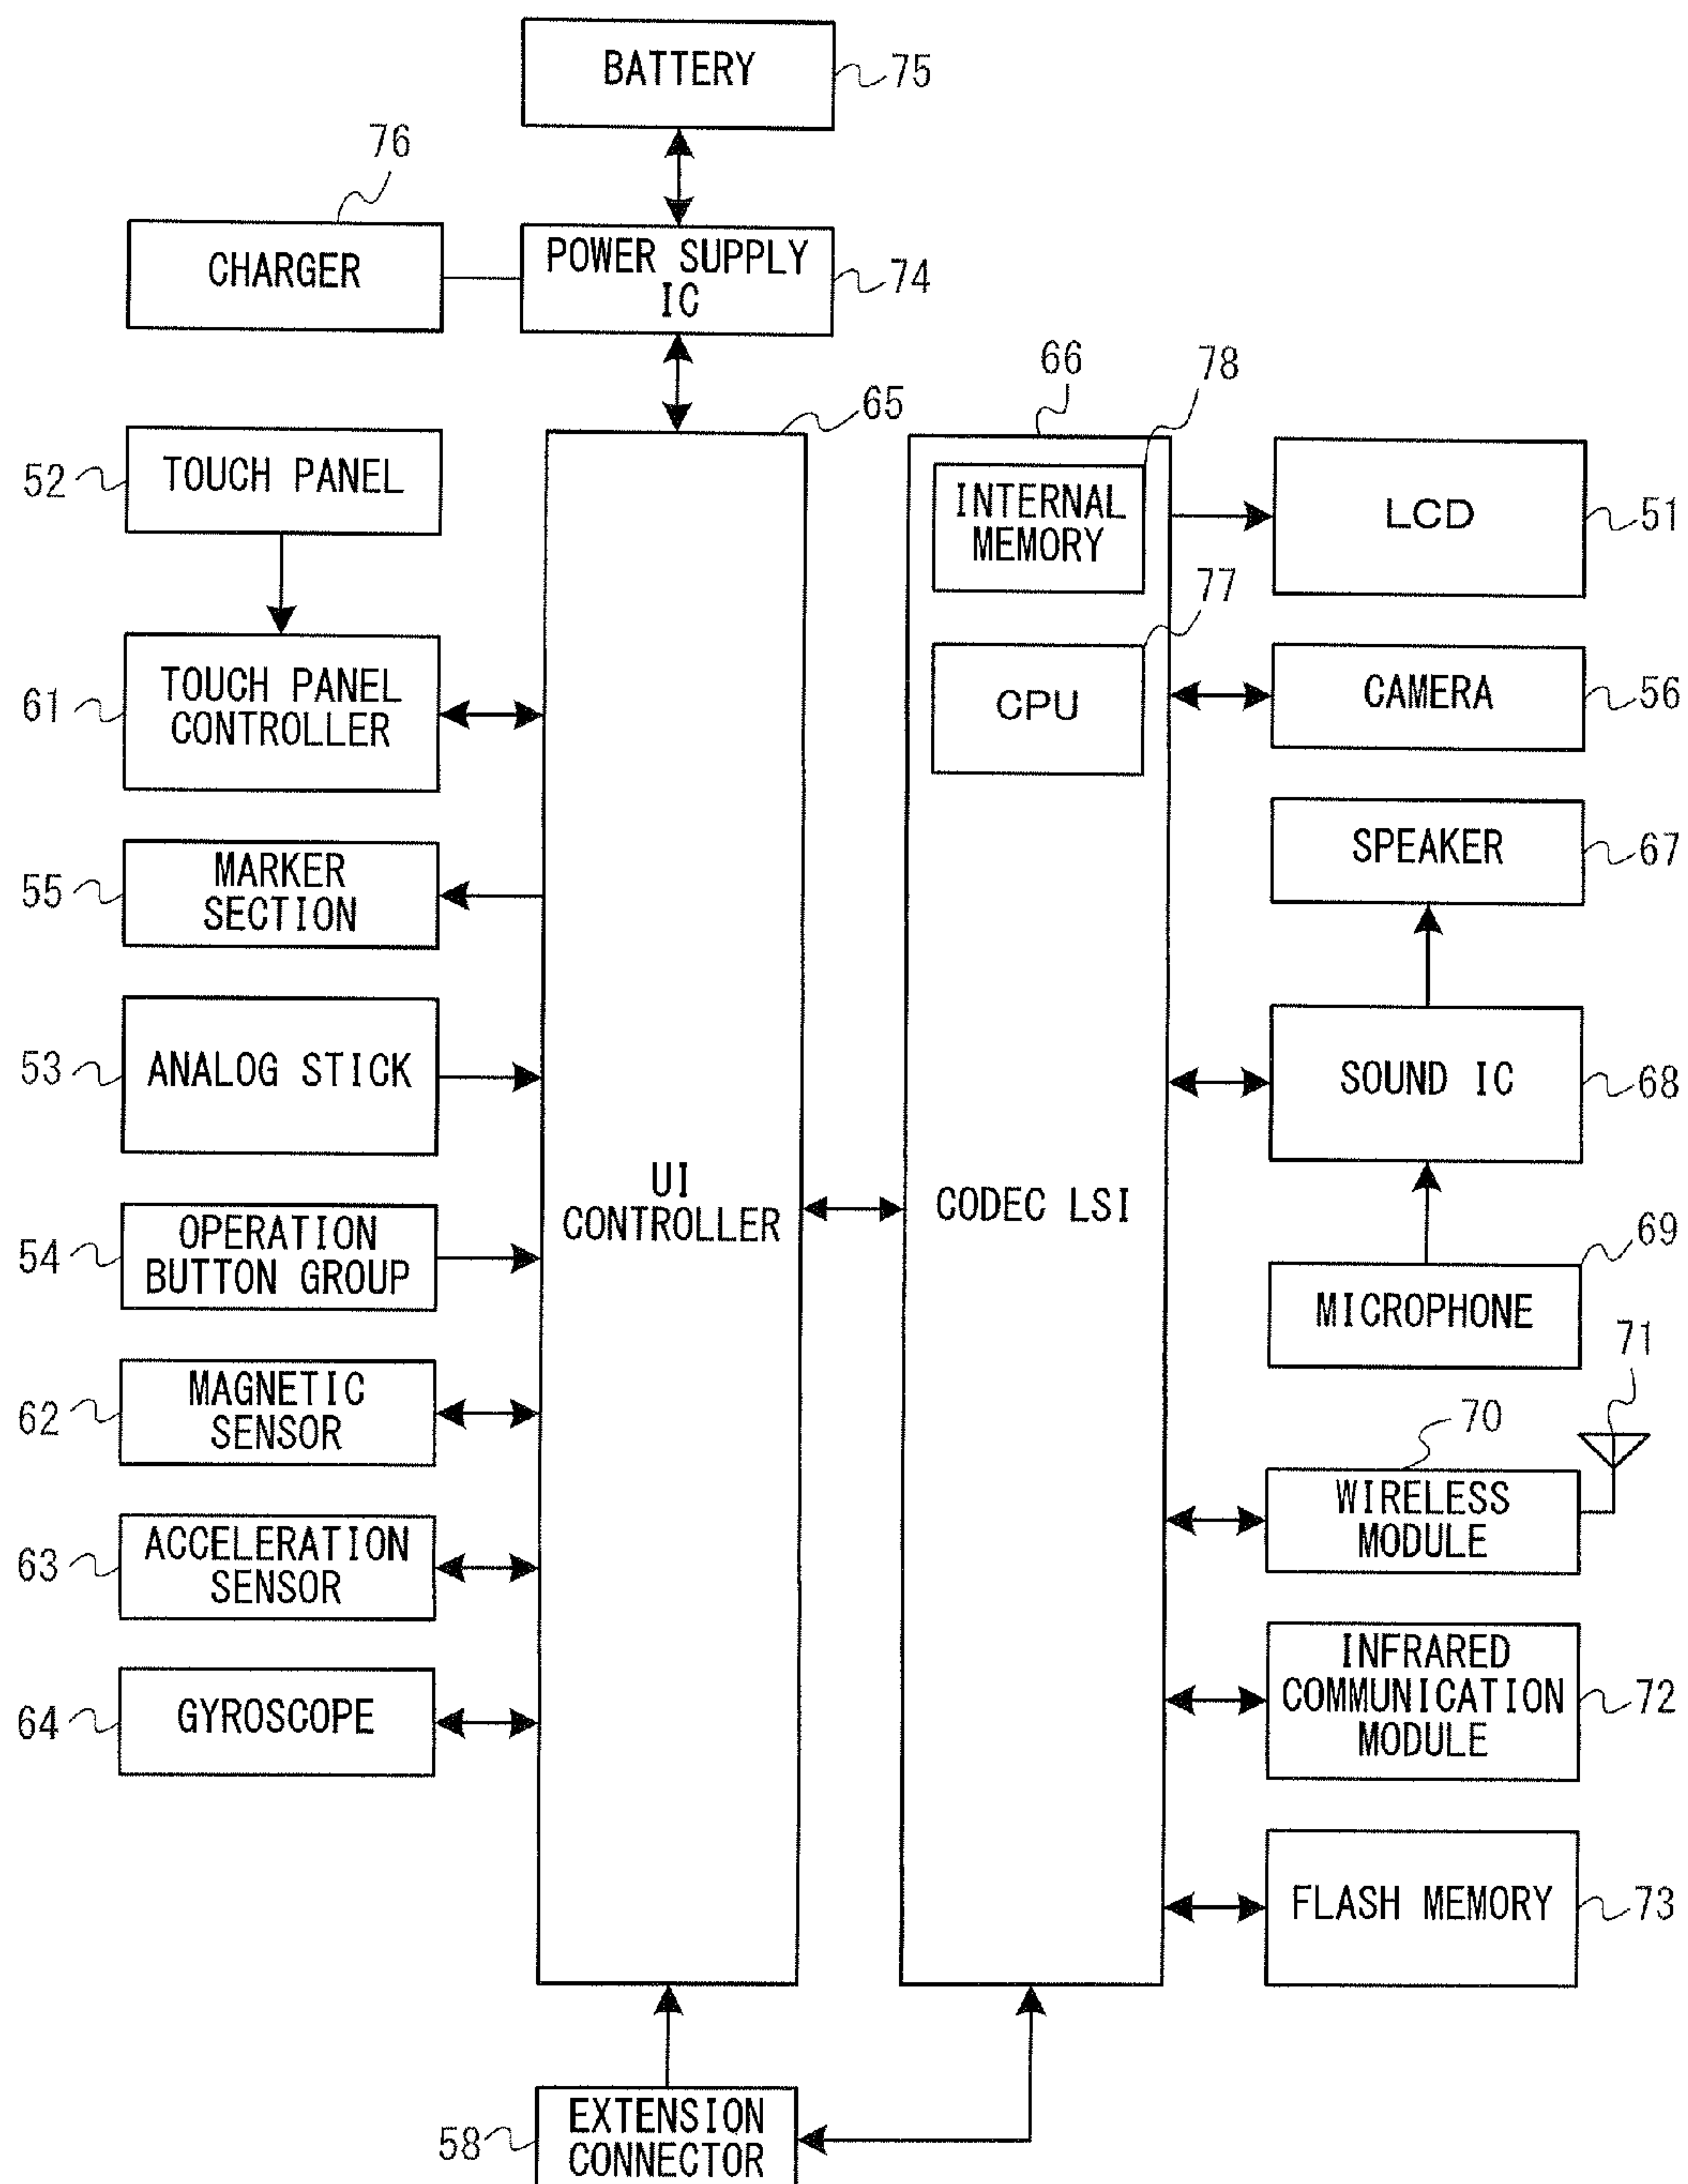 BATTERY
75
76
CHARGER
POWER SUPPLY
IC
74
65
66
78
52
TOUCH PANEL
INTERNAL
MEMORY
LCD
51
77
61
TOUCH PANEL
CONTROLLER
CPU
CAMERA
56
55
MARKER
SECTION
SPEAKER
67
53
ANALOG STICK
SOUND IC
68
UI
CONTROLLER
CODEC LSI
54
OPERATION
BUTTON GROUP
69
MICROPHONE
71
62
MAGNETIC
SENSOR
70
WIRELESS
MODULE
63
ACCELERATION
SENSOR
INFRARED
COMMUNICATION
MODULE
72
64
GYROSCOPE
FLASH MEMORY
73
58
EXTENSION
CONNECTOR